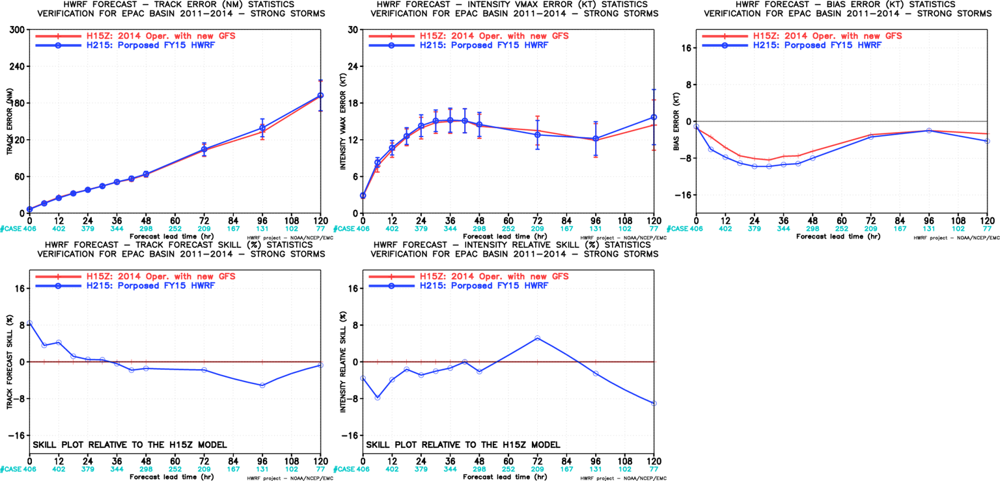 HWRF FORECAST – TRACK ERROR (NM) STATISTICS
VERIFICATION FOR EPAC BASIN 2011–2014 – STRONG STORMS
H15Z: 2014 Oper. with new GFS
H215: Porposed FY15 HWRF
TRACK ERROR (NM)
300
240
180
120
60
0
0 12 24 36 48 60 72 84 96 108 120
#CASE 406 402 379 344 298 252 209 167 131 102 77
Forecast lead time (hr)
HWRF project – NOAA/NCEP/EMC
HWRF FORECAST – INTENSITY VMAX ERROR (KT) STATISTICS
VERIFICATION FOR EPAC BASIN 2011–2014 – STRONG STORMS
H15Z: 2014 Oper. with new GFS
H215: Porposed FY15 HWRF
INTENSITY VMAX ERROR (KT)
30
24
18
12
6
0
0 12 24 36 48 60 72 84 96 108 120
#CASE 406 402 379 344 298 252 209 167 131 102 77
Forecast lead time (hr)
HWRF project – NOAA/NCEP/EMC
HWRF FORECAST – BIAS ERROR (KT) STATISTICS
VERIFICATION FOR EPAC BASIN 2011–2014 – STRONG STORMS
H15Z: 2014 Oper. with new GFS
H215: Porposed FY15 HWRF
BIAS ERROR (KT)
16
8
0
–8
–16
0 12 24 36 48 60 72 84 96 108 120
#CASE 406 402 379 344 298 252 209 167 131 102 77
Forecast lead time (hr)
HWRF project – NOAA/NCEP/EMC
HWRF FORECAST – TRACK FORECAST SKILL (%) STATISTICS
VERIFICATION FOR EPAC BASIN 2011–2014 – STRONG STORMS
H15Z: 2014 Oper. with new GFS
H215: Porposed FY15 HWRF
TRACK FORECAST SKILL (%)
16
8
0
–8
–16
SKILL PLOT RELATIVE TO THE H15Z MODEL
0 12 24 36 48 60 72 84 96 108 120
#CASE 406 402 379 344 298 252 209 167 131 102 77
Forecast lead time (hr)
HWRF project – NOAA/NCEP/EMC
HWRF FORECAST – INTENSITY RELATIVE SKILL (%) STATISTICS
VERIFICATION FOR EPAC BASIN 2011–2014 – STRONG STORMS
H15Z: 2014 Oper. with new GFS
H215: Porposed FY15 HWRF
INTENSITY RELATIVE SKILL (%)
16
8
0
–8
–16
SKILL PLOT RELATIVE TO THE H15Z MODEL
0 12 24 36 48 60 72 84 96 108 120
#CASE 406 402 379 344 298 252 209 167 131 102 77
Forecast lead time (hr)
HWRF project – NOAA/NCEP/EMC